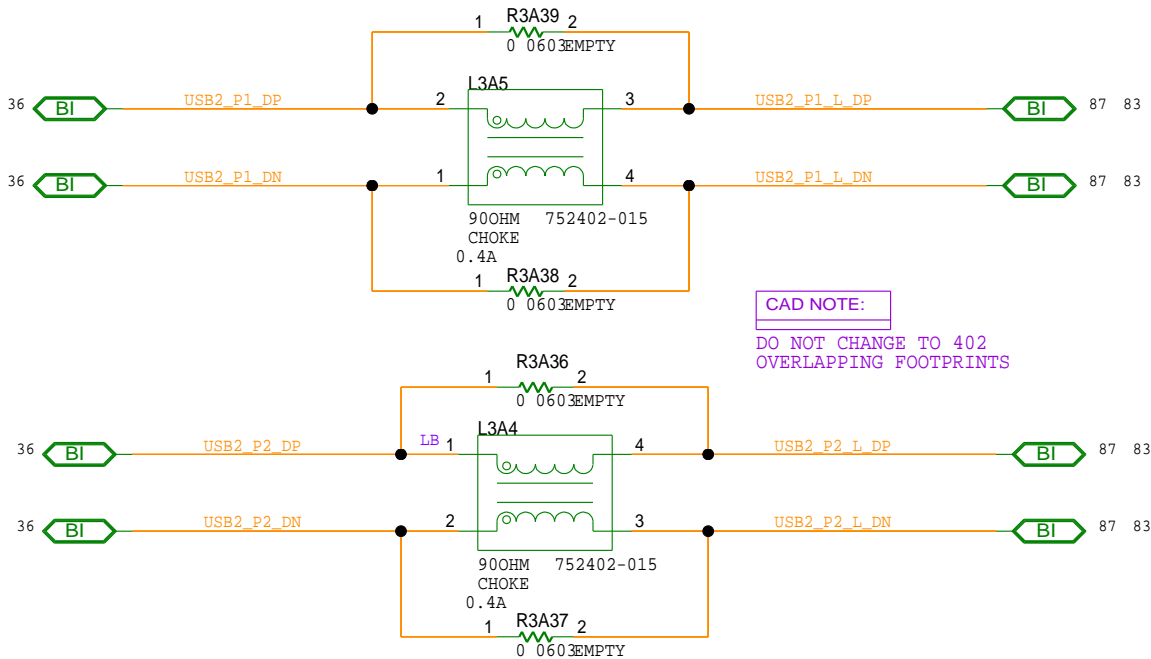 R3A39
1 2
0 0603 EMPTY
L3A5
36 BI USB2_P1_DP 2 3 USB2_P1_L_DP BI 87 83
36 BI USB2_P1_DN 1 4 USB2_P1_L_DN BI 87 83
90OHM 752402-015
CHOKE
0.4A
R3A38
1 2
0 0603 EMPTY
CAD NOTE:
DO NOT CHANGE TO 402
OVERLAPPING FOOTPRINTS
R3A36
1 2
0 0603 EMPTY
L3A4
36 BI USB2_P2_DP LB 1 4 USB2_P2_L_DP BI 87 83
36 BI USB2_P2_DN 2 3 USB2_P2_L_DN BI 87 83
90OHM 752402-015
CHOKE
0.4A
R3A37
1 2
0 0603 EMPTY